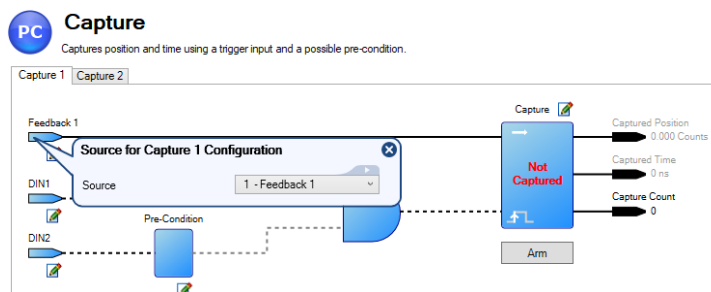 PC
Capture
Captures position and time using a trigger input and a possible pre-condition.
Capture 1
Capture 2
Feedback 1
Capture
Captured Position
0.000 Counts
Source for Capture 1 Configuration
Source
1 - Feedback 1
Not
Captured
Captured Time
0 ns
DIN1
Capture Count
0
Pre-Condition
DIN2
Arm